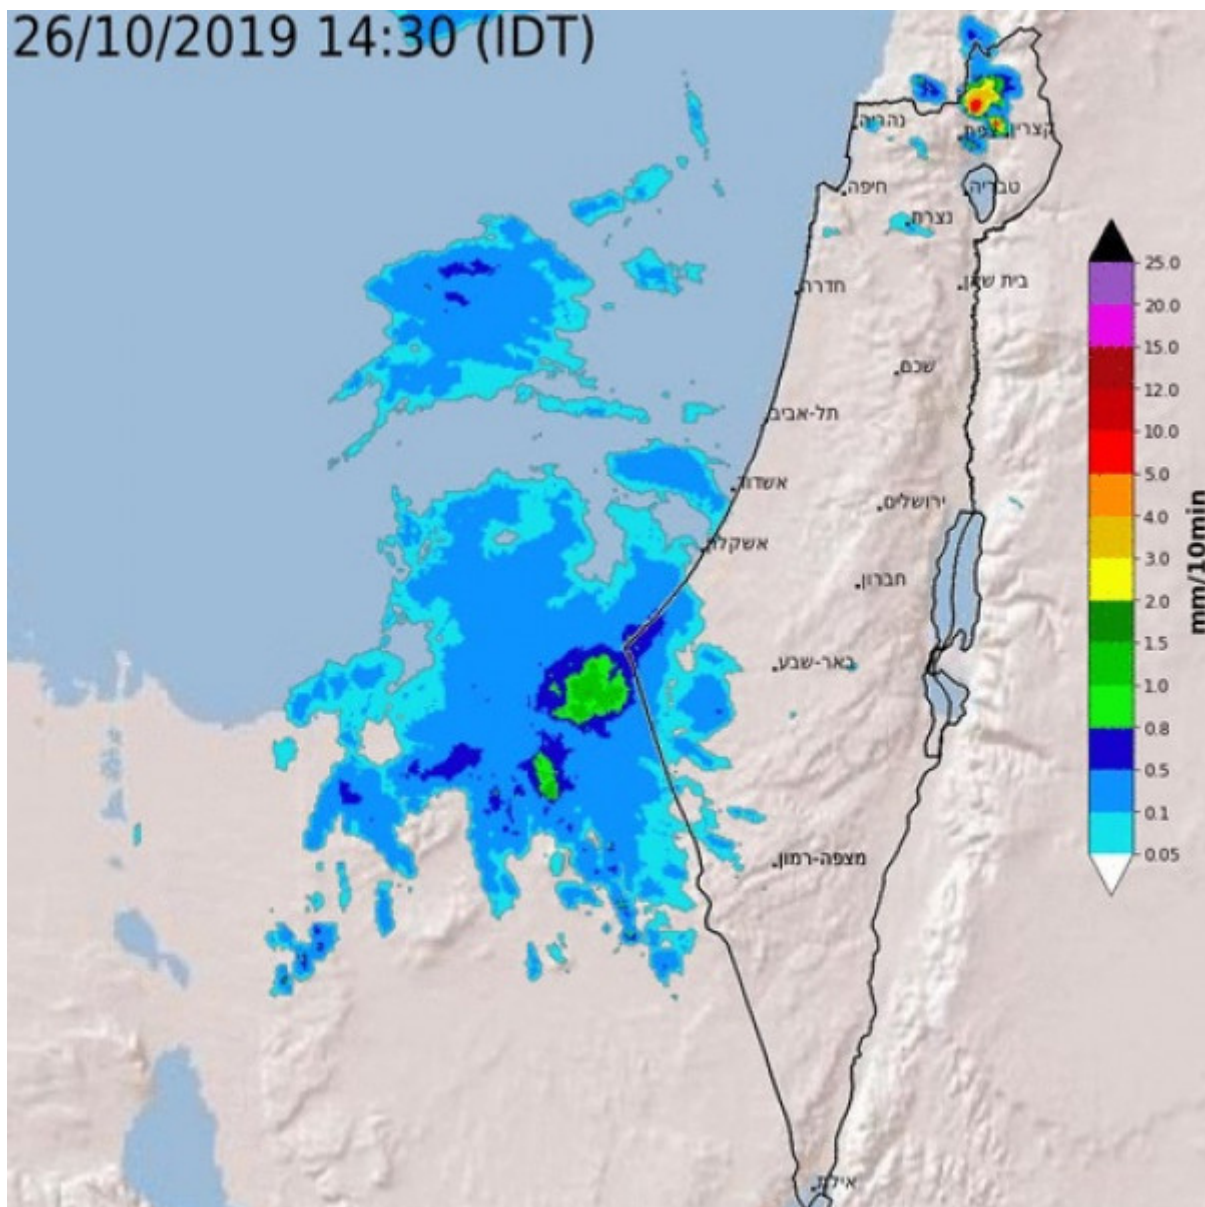 26/10/2019 14:30 (IDT)
נהריה
צפת
קצרין
חיפה
טבריה
נצרת
חדרה
בית שאן
שכם
תל-אביב
אשדוד
ירושלים
אשקלון
חברון
באר-שבע
מצפה-רמון
אילת
25.0
20.0
15.0
12.0
10.0
5.0
4.0
3.0
2.0
1.5
1.0
0.8
0.5
0.1
0.05
mm/10min